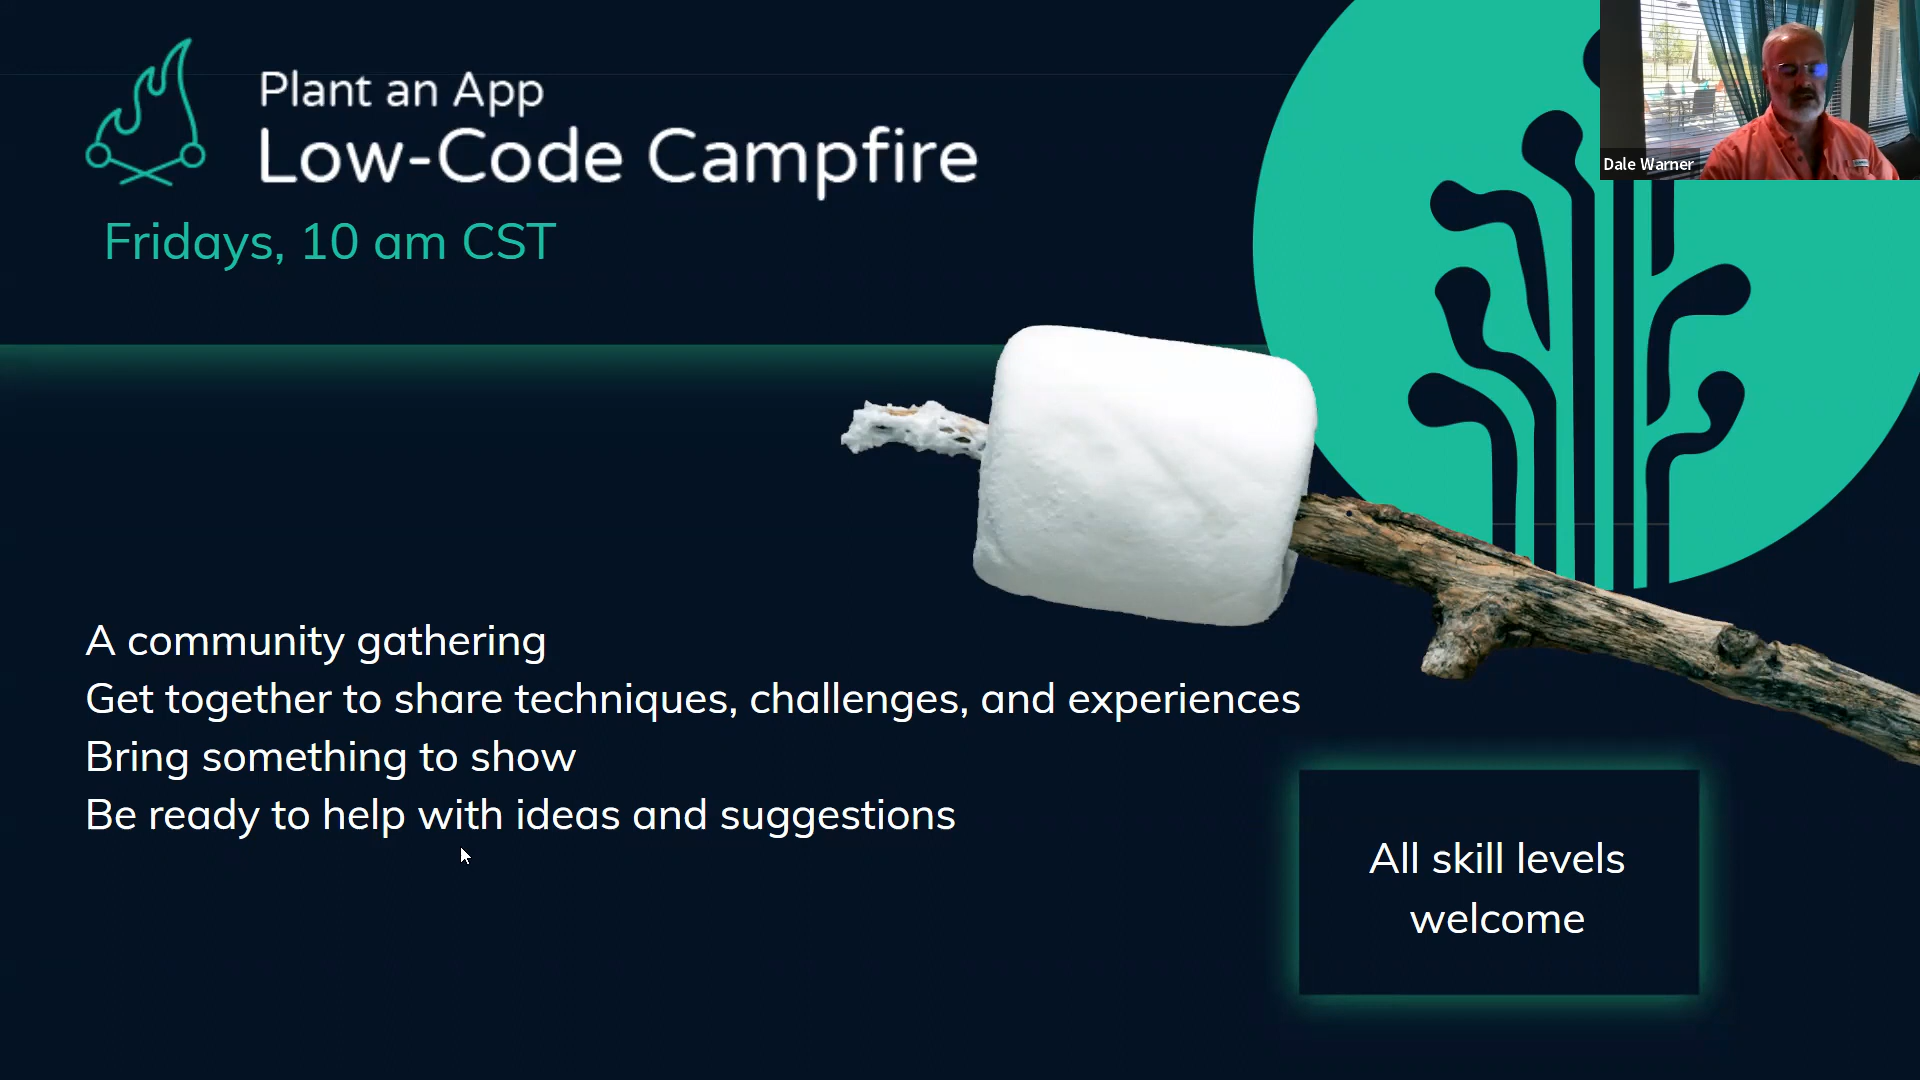 Plant an App
Low-Code Campfire
Fridays, 10 am CST
Dale Warner
A community gathering
Get together to share techniques, challenges, and experiences
Bring something to show
Be ready to help with ideas and suggestions
All skill levels
welcome